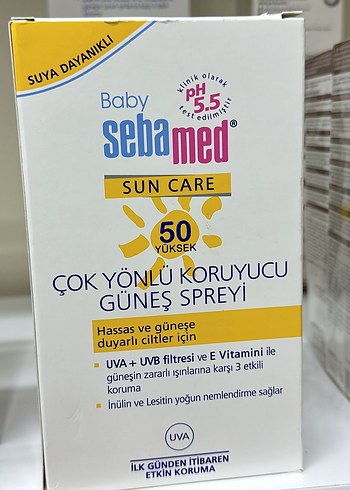 SUYA DAYANIKLI
klinik olarak
pH
5.5
test edilmiştir
Baby
sebamed®
SUN CARE
50
YÜKSEK
ÇOK YÖNLÜ KORUYUCU
GÜNEŞ SPREYİ
Hassas ve güneşe
duyarlı ciltler için
UVA + UVB filtresi ve E Vitamini ile
güneşin zararlı ışınlarına karşı 3 etkili
koruma
İnülin ve Lesitin yoğun nemlendirme sağlar
UVA
İLK GÜNDEN İTİBAREN
ETKİN KORUMA